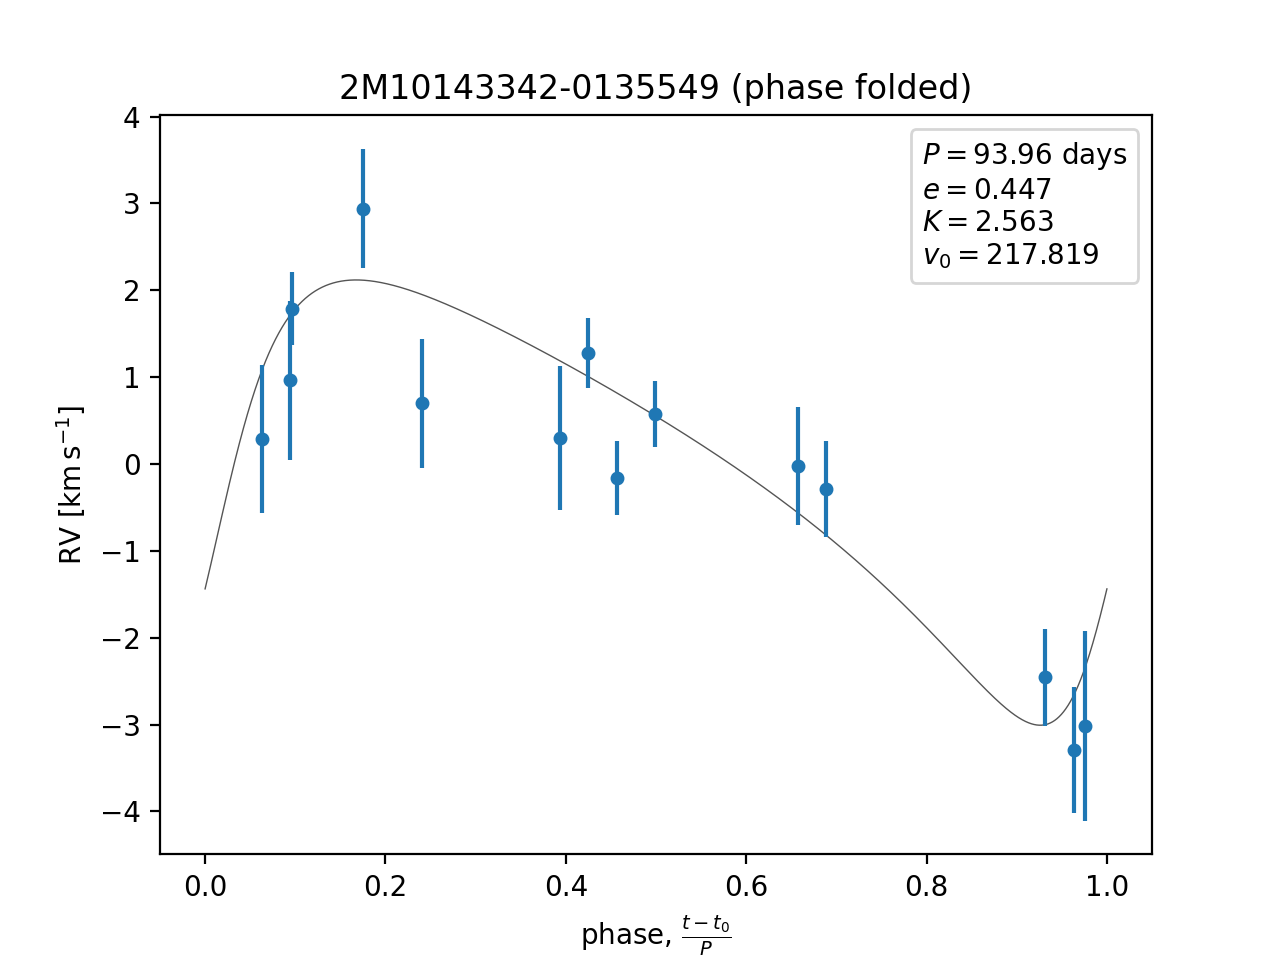 2M10143342-0135549 (phase folded)
P = 93.96 days
e = 0.447
K = 2.563
v₀ = 217.819
4
3
2
1
0
−1
−2
−3
−4
RV [km s⁻¹]
0.0 0.2 0.4 0.6 0.8 1.0
phase, (t − t₀)/P